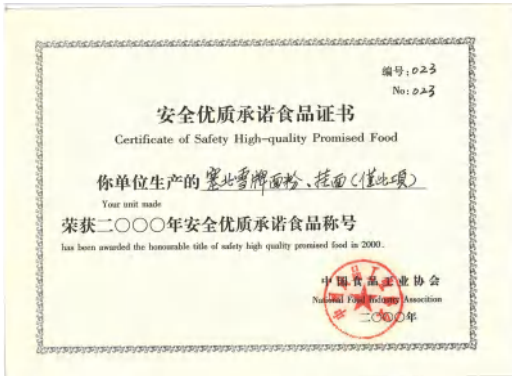 编号:023
No:023
安全优质承诺食品证书
Certificate of Safety High-quality Promised Food
你单位生产的 塞北雪牌面粉、挂面(仅此项)
Your unit made
荣获二〇〇〇年安全优质承诺食品称号
has been awarded the honourable title of safety high quality promised food in 2000.
中国食品工业协会
National Food Industry Assocition
二〇〇〇年